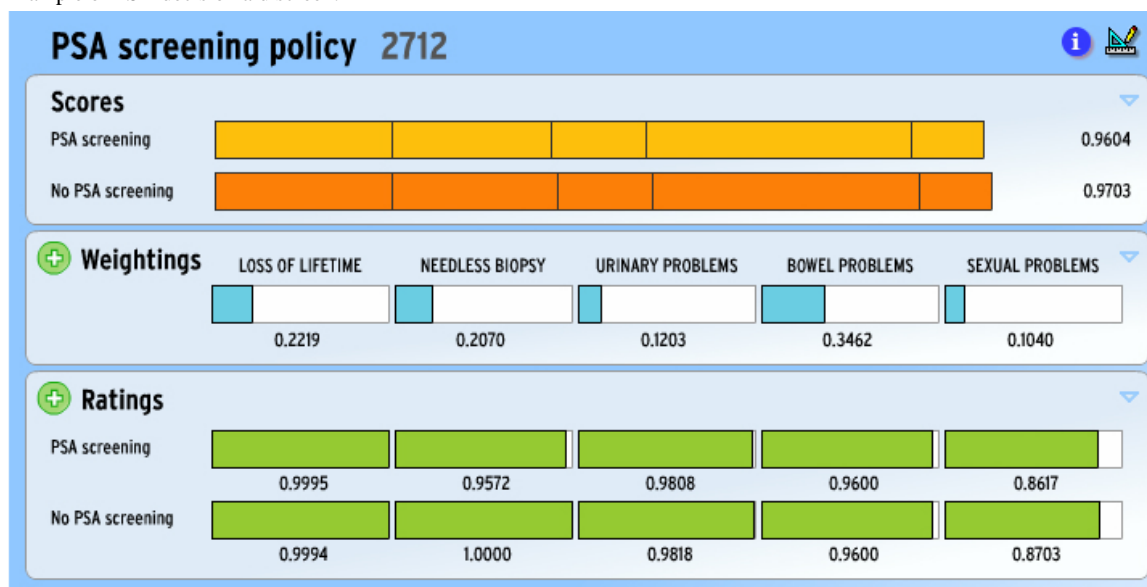 PSA screening policy 2712
Scores
PSA screening 0.9604
No PSA screening 0.9703
Weightings LOSS OF LIFETIME NEEDLESS BIOPSY URINARY PROBLEMS BOWEL PROBLEMS SEXUAL PROBLEMS
0.2219 0.2070 0.1203 0.3462 0.1040
Ratings
PSA screening
0.9995 0.9572 0.9808 0.9600 0.8617
No PSA screening
0.9994 1.0000 0.9818 0.9600 0.8703